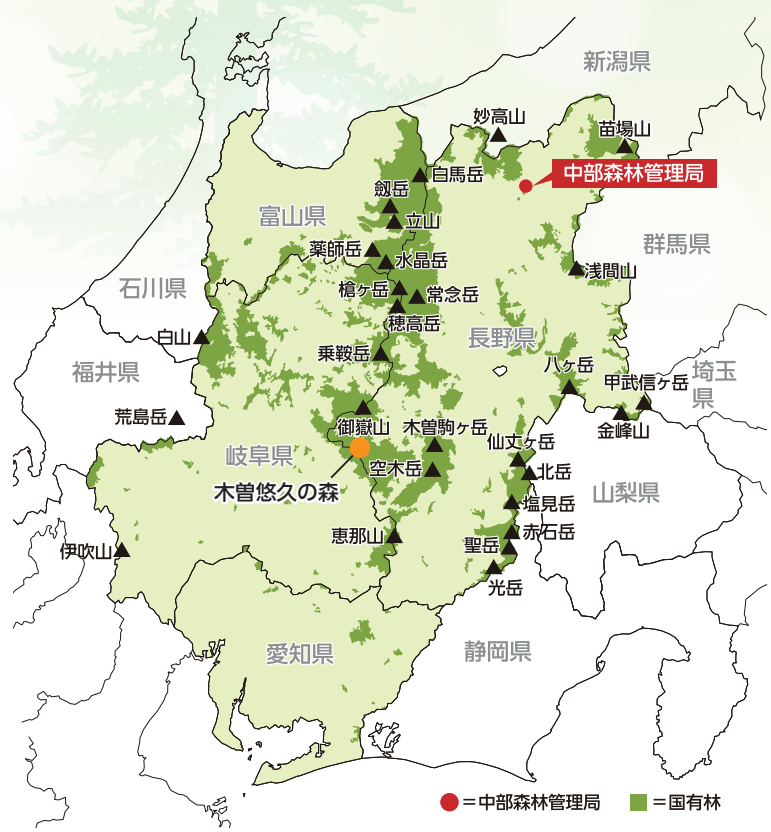 新潟県
妙高山
苗場山
白馬岳
中部森林管理局
劔岳
富山県
立山
群馬県
薬師岳
水晶岳
浅間山
石川県
槍ヶ岳
常念岳
穂高岳
白山
長野県
乗鞍岳
福井県
八ヶ岳
埼玉
県
甲武信ヶ岳
荒島岳
御嶽山
木曽駒ヶ岳
金峰山
仙丈ヶ岳
岐阜県
空木岳
北岳
木曽悠久の森
山梨県
塩見岳
恵那山
赤石岳
聖岳
伊吹山
光岳
愛知県
静岡県
＝中部森林管理局
＝国有林